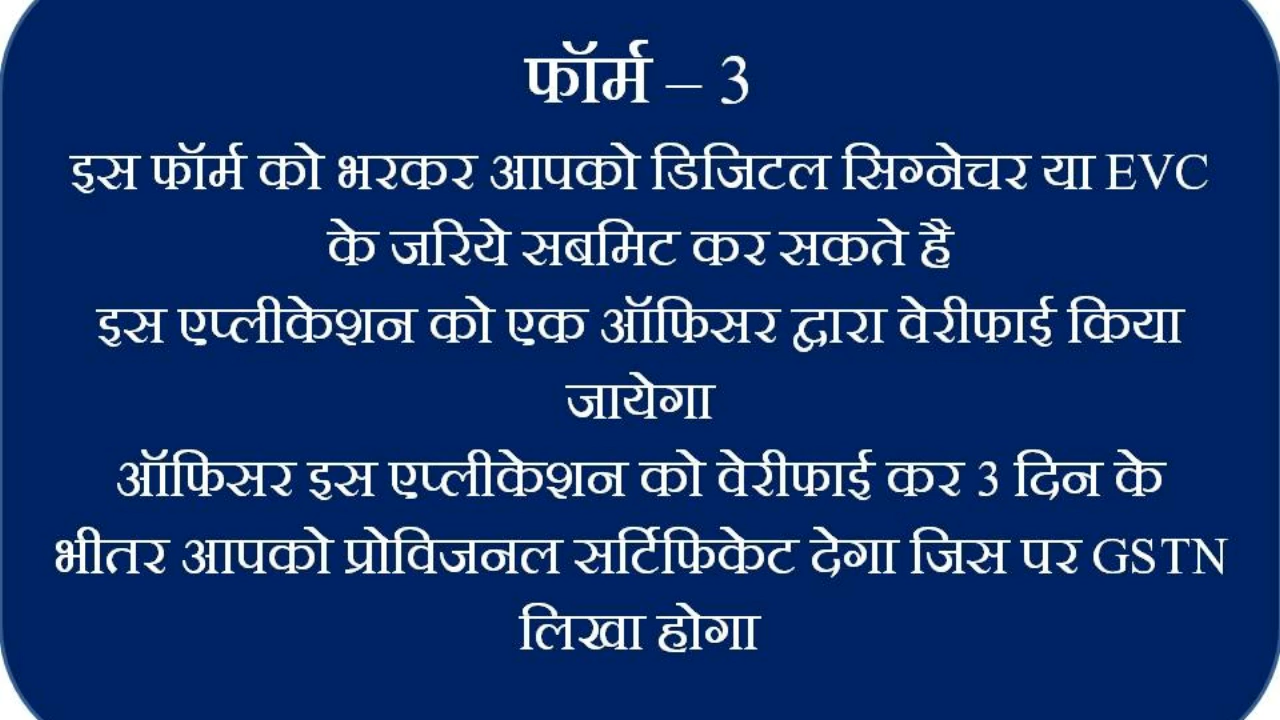 फॉर्म – 3
इस फॉर्म को भरकर आपको डिजिटल सिग्नेचर या EVC
के जरिये सबमिट कर सकते है
इस एप्लीकेशन को एक ऑफिसर द्वारा वेरीफाई किया
जायेगा
ऑफिसर इस एप्लीकेशन को वेरीफाई कर 3 दिन के
भीतर आपको प्रोविजनल सर्टिफिकेट देगा जिस पर GSTN
लिखा होगा